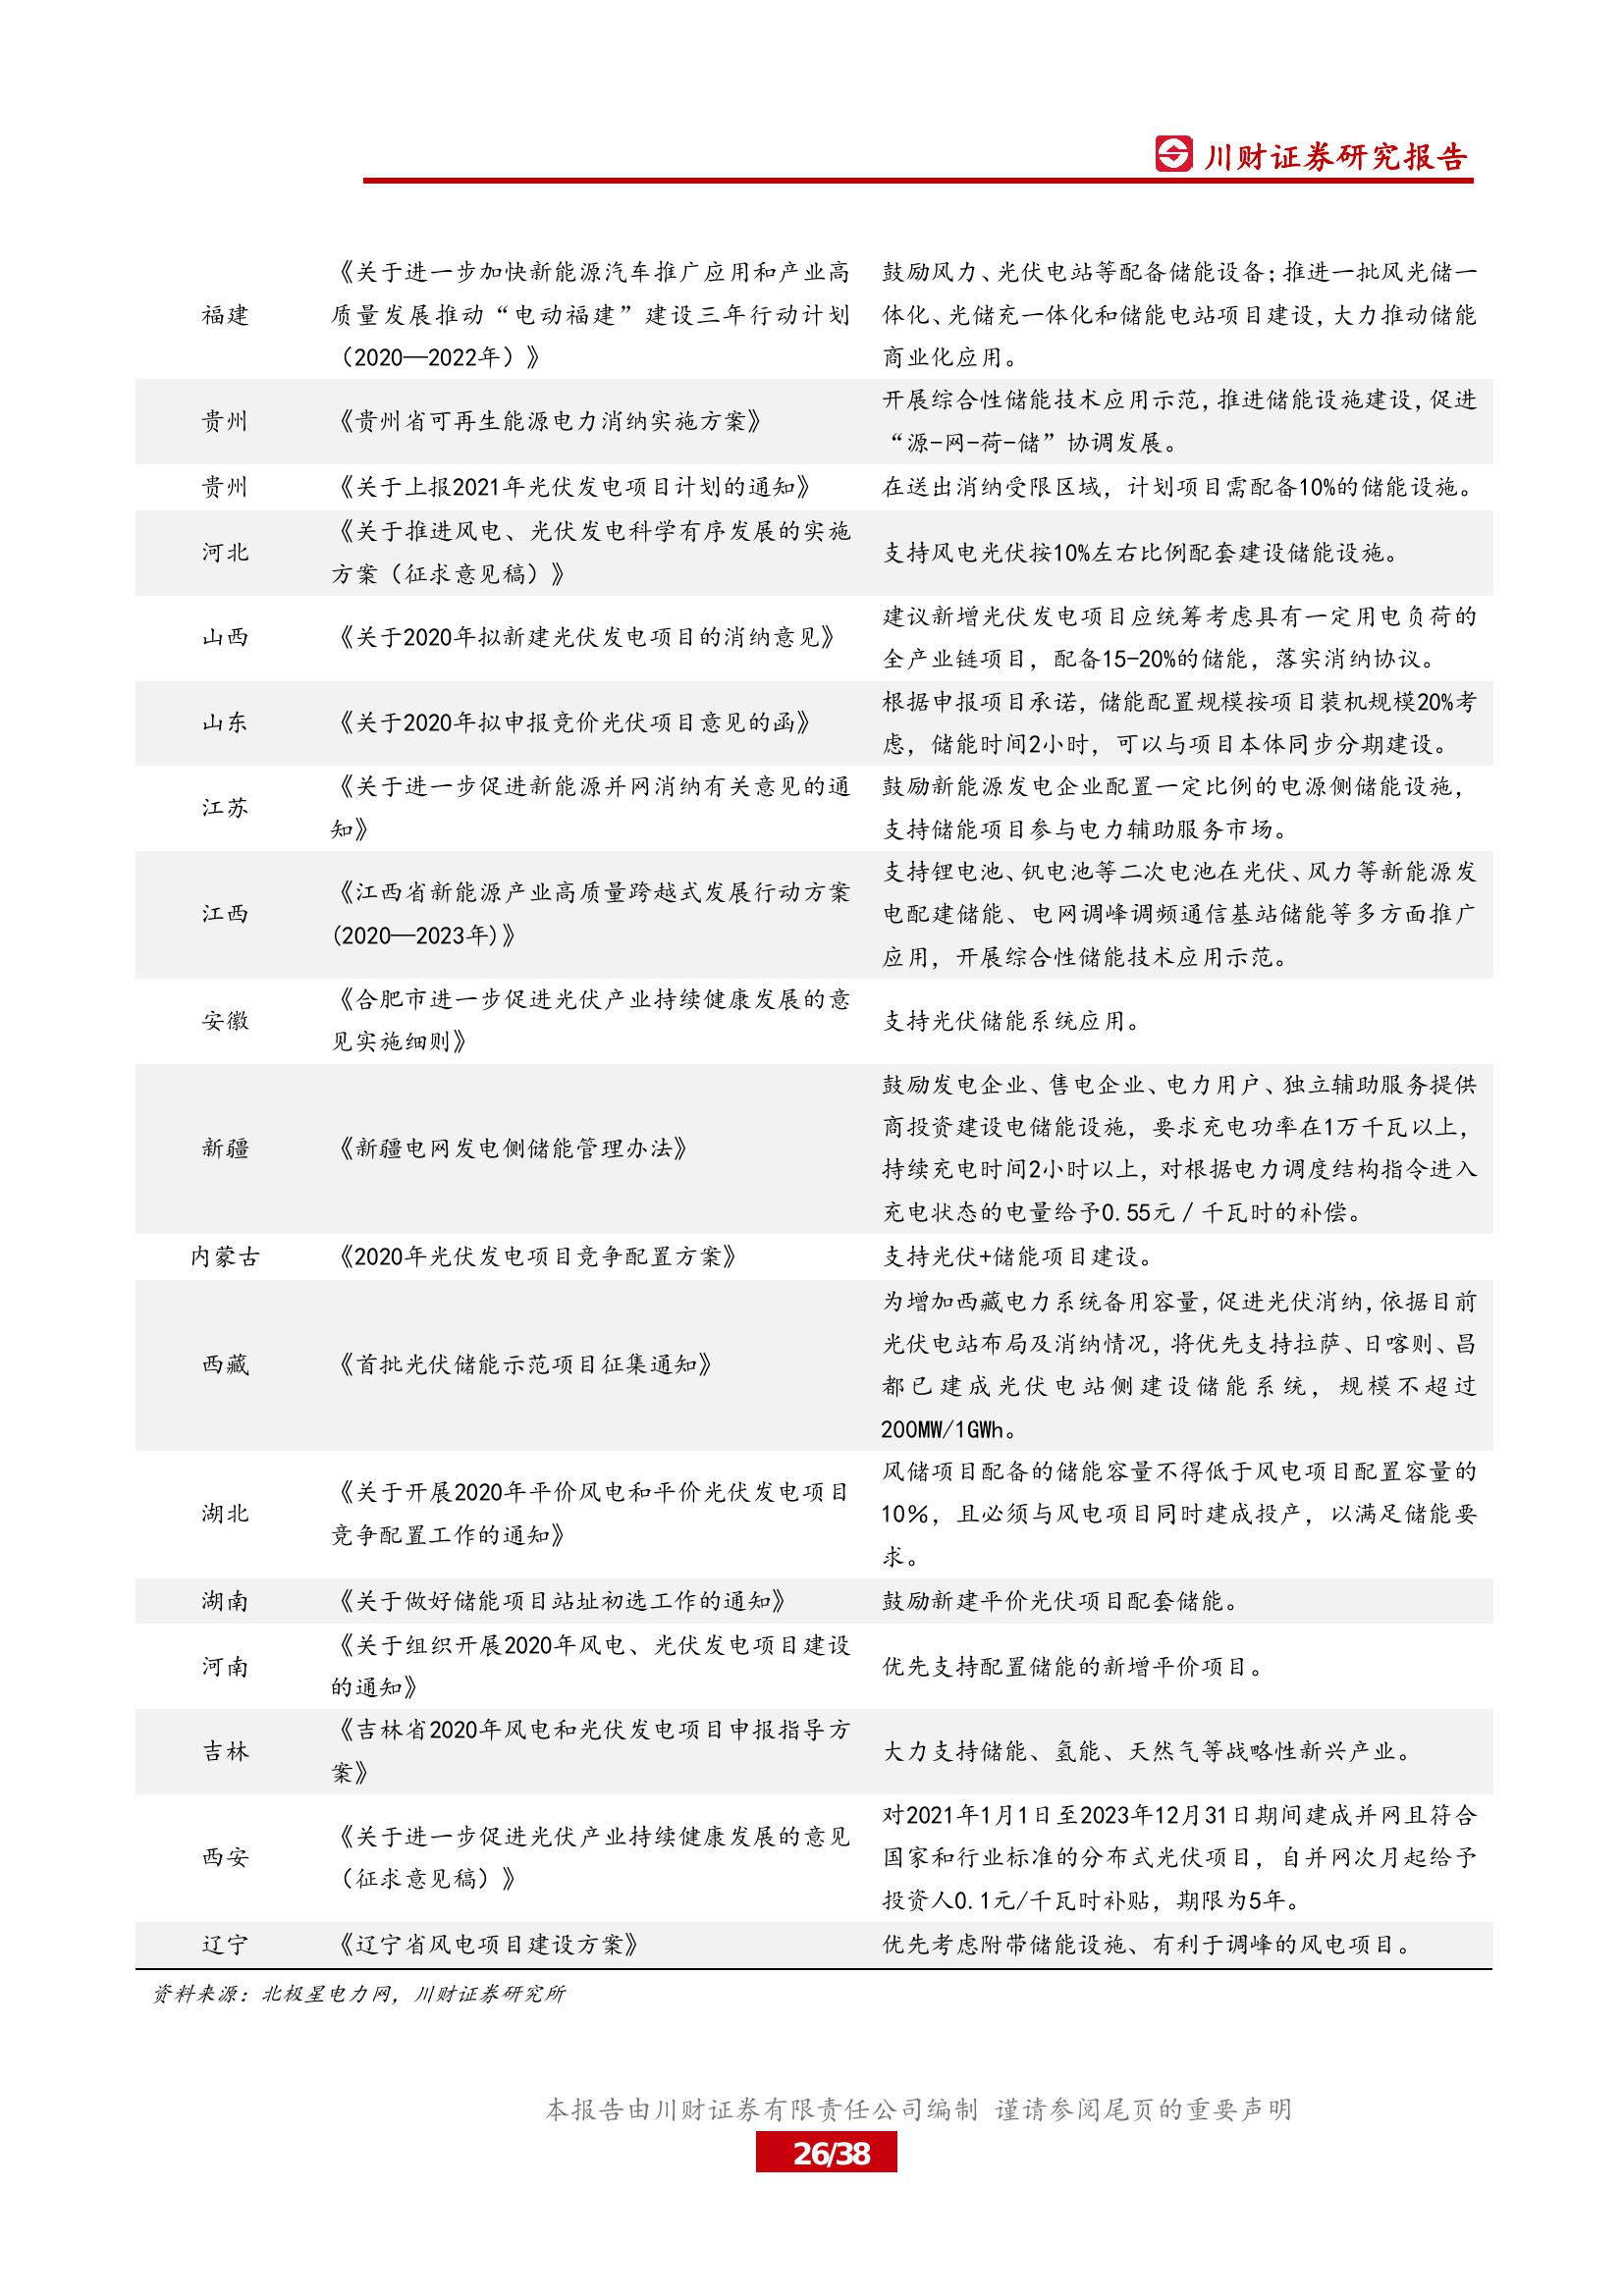 川财证券研究报告
福建
《关于进一步加快新能源汽车推广应用和产业高
质量发展推动“电动福建”建设三年行动计划
（2020—2022年）》
鼓励风力、光伏电站等配备储能设备；推进一批风光储一
体化、光储充一体化和储能电站项目建设，大力推动储能
商业化应用。
贵州
《贵州省可再生能源电力消纳实施方案》
开展综合性储能技术应用示范，推进储能设施建设，促进
“源-网-荷-储”协调发展。
贵州
《关于上报2021年光伏发电项目计划的通知》
在送出消纳受限区域，计划项目需配备10%的储能设施。
河北
《关于推进风电、光伏发电科学有序发展的实施
方案（征求意见稿）》
支持风电光伏按10%左右比例配套建设储能设施。
山西
《关于2020年拟新建光伏发电项目的消纳意见》
建议新增光伏发电项目应统筹考虑具有一定用电负荷的
全产业链项目，配备15-20%的储能，落实消纳协议。
山东
《关于2020年拟申报竞价光伏项目意见的函》
根据申报项目承诺，储能配置规模按项目装机规模20%考
虑，储能时间2小时，可以与项目本体同步分期建设。
江苏
《关于进一步促进新能源并网消纳有关意见的通
知》
鼓励新能源发电企业配置一定比例的电源侧储能设施，
支持储能项目参与电力辅助服务市场。
江西
《江西省新能源产业高质量跨越式发展行动方案
(2020—2023年)》
支持锂电池、钒电池等二次电池在光伏、风力等新能源发
电配建储能、电网调峰调频通信基站储能等多方面推广
应用，开展综合性储能技术应用示范。
安徽
《合肥市进一步促进光伏产业持续健康发展的意
见实施细则》
支持光伏储能系统应用。
新疆
《新疆电网发电侧储能管理办法》
鼓励发电企业、售电企业、电力用户、独立辅助服务提供
商投资建设电储能设施，要求充电功率在1万千瓦以上，
持续充电时间2小时以上，对根据电力调度结构指令进入
充电状态的电量给予0.55元／千瓦时的补偿。
内蒙古
《2020年光伏发电项目竞争配置方案》
支持光伏+储能项目建设。
西藏
《首批光伏储能示范项目征集通知》
为增加西藏电力系统备用容量，促进光伏消纳，依据目前
光伏电站布局及消纳情况，将优先支持拉萨、日喀则、昌
都已建成光伏电站侧建设储能系统，规模不超过
200MW/1GWh。
湖北
《关于开展2020年平价风电和平价光伏发电项目
竞争配置工作的通知》
风储项目配备的储能容量不得低于风电项目配置容量的
10％，且必须与风电项目同时建成投产，以满足储能要
求。
湖南
《关于做好储能项目站址初选工作的通知》
鼓励新建平价光伏项目配套储能。
河南
《关于组织开展2020年风电、光伏发电项目建设
的通知》
优先支持配置储能的新增平价项目。
吉林
《吉林省2020年风电和光伏发电项目申报指导方
案》
大力支持储能、氢能、天然气等战略性新兴产业。
西安
《关于进一步促进光伏产业持续健康发展的意见
（征求意见稿）》
对2021年1月1日至2023年12月31日期间建成并网且符合
国家和行业标准的分布式光伏项目，自并网次月起给予
投资人0.1元/千瓦时补贴，期限为5年。
辽宁
《辽宁省风电项目建设方案》
优先考虑附带储能设施、有利于调峰的风电项目。
资料来源：北极星电力网，川财证券研究所
本报告由川财证券有限责任公司编制 谨请参阅尾页的重要声明
26/38